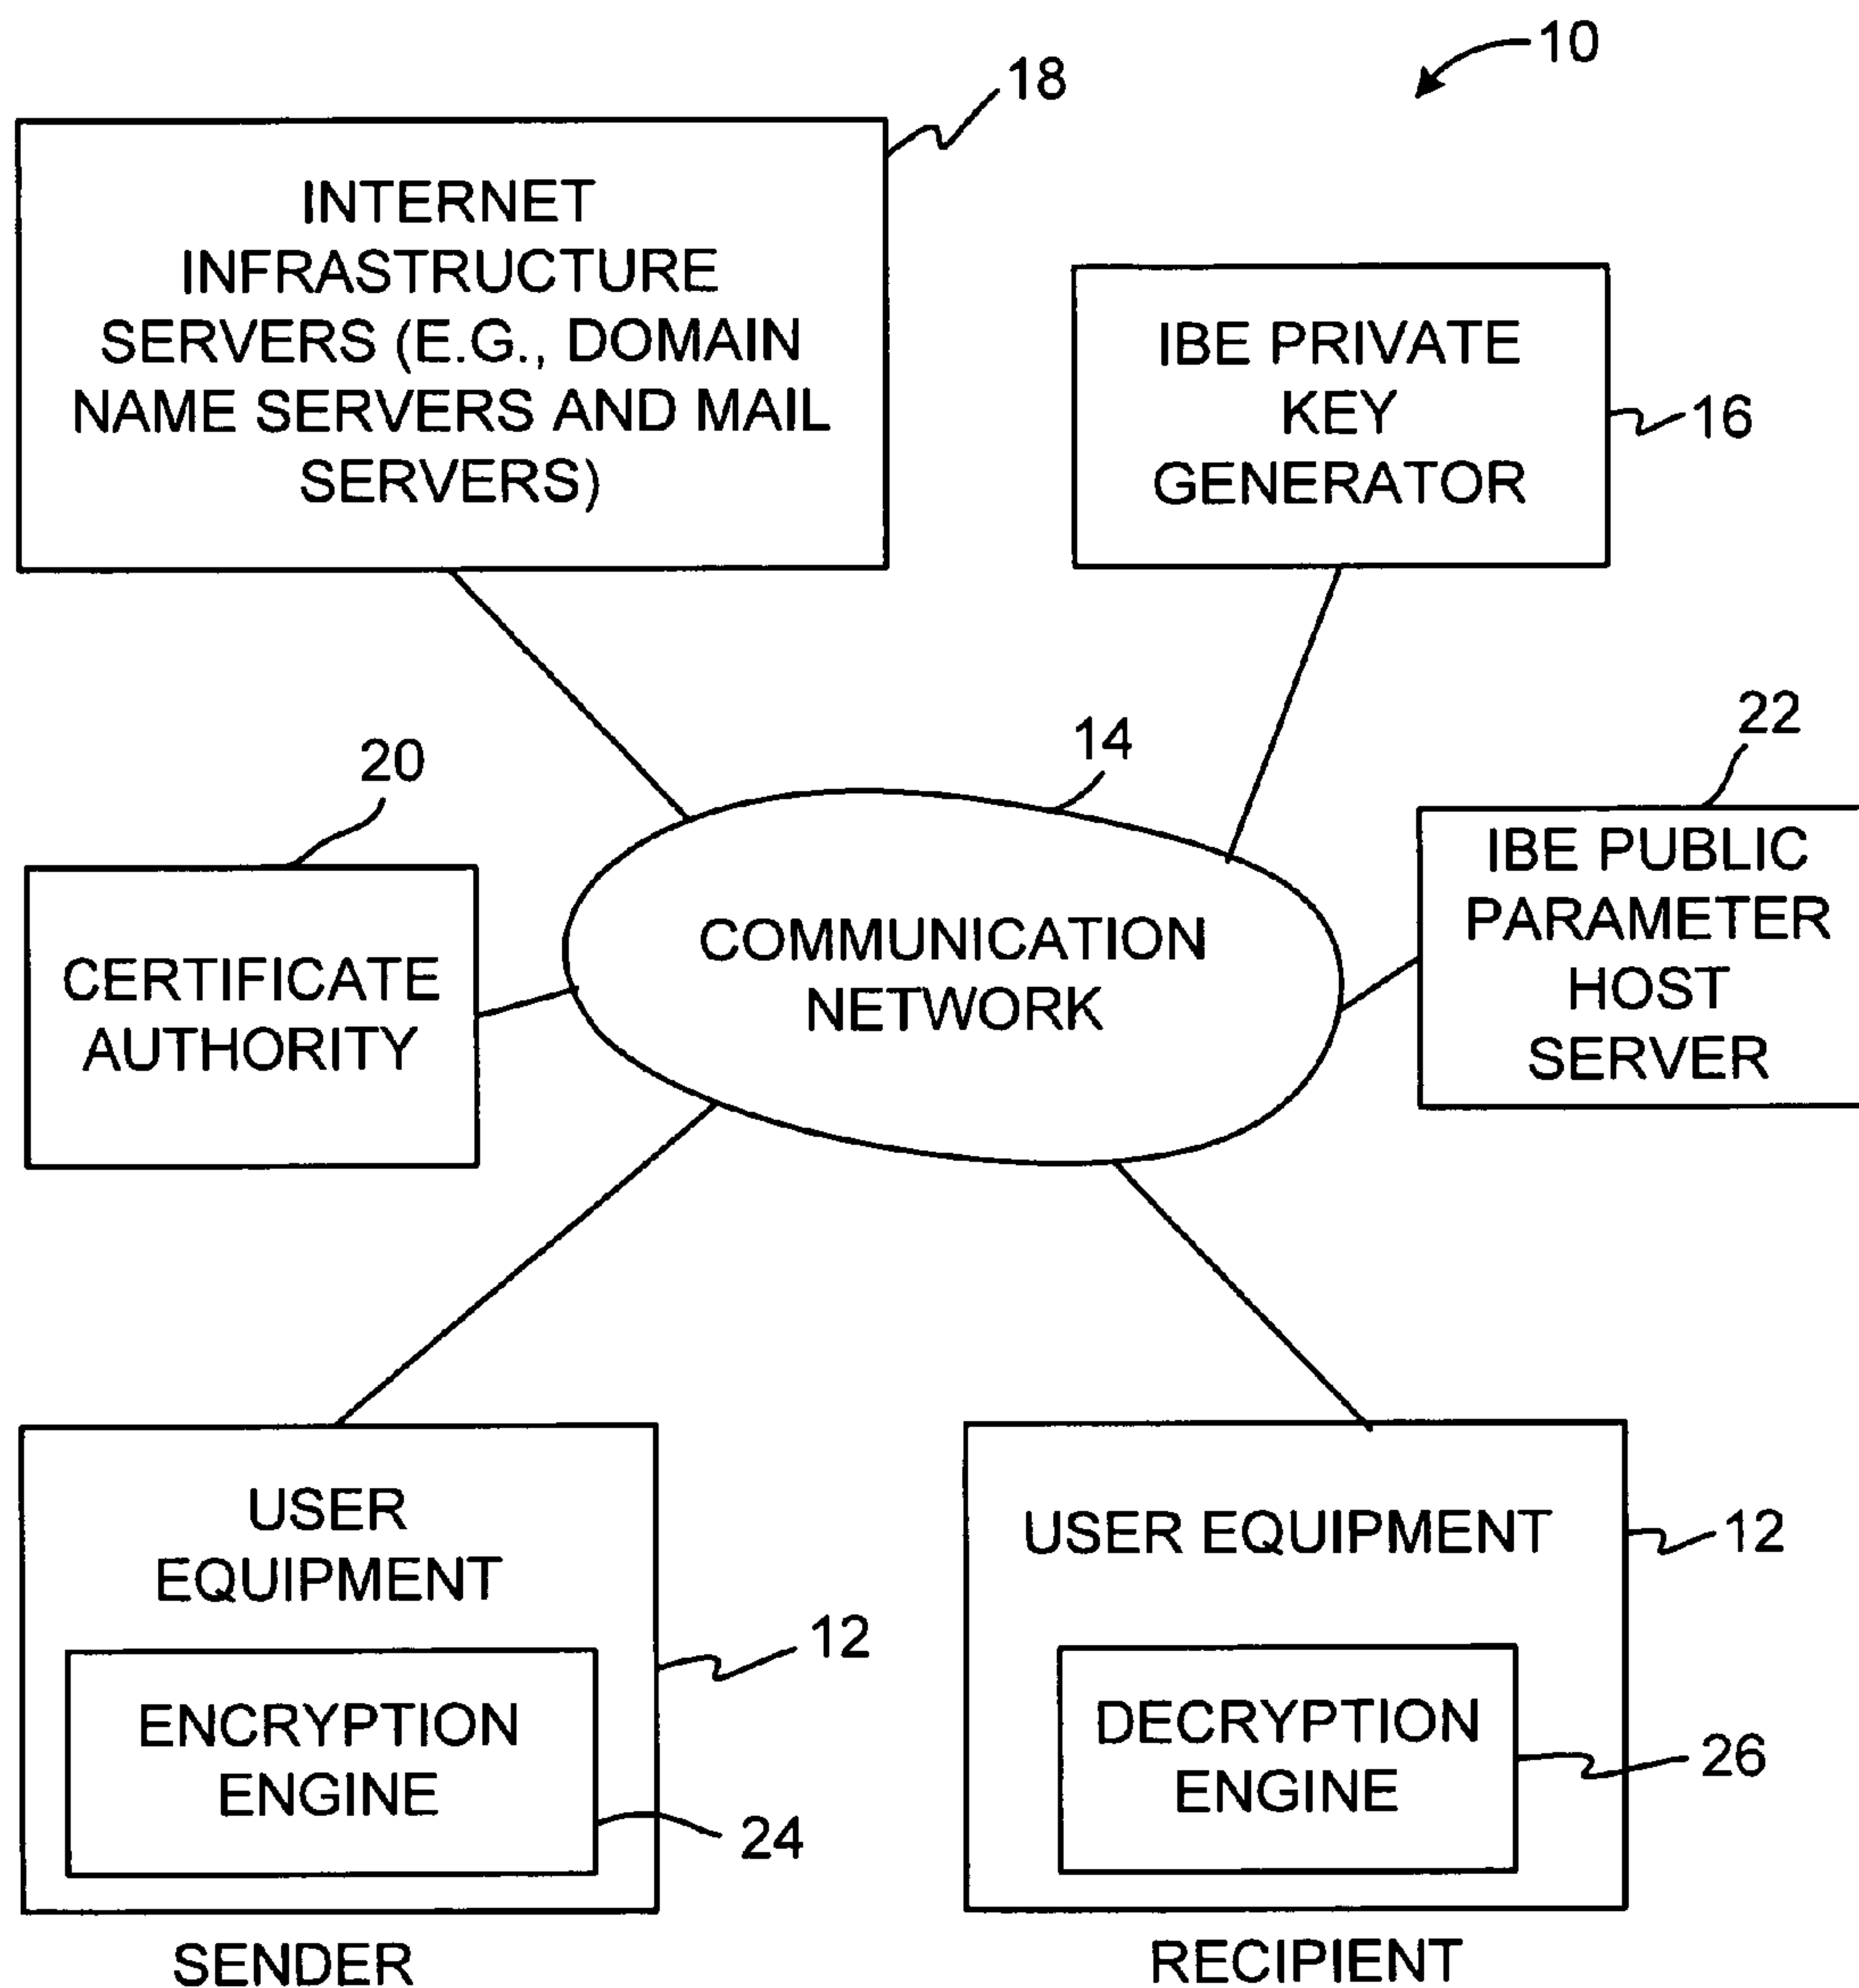 10
18
INTERNET
INFRASTRUCTURE
SERVERS (E.G., DOMAIN
NAME SERVERS AND MAIL
SERVERS)
IBE PRIVATE
KEY
GENERATOR
16
20
14
22
CERTIFICATE
AUTHORITY
COMMUNICATION
NETWORK
IBE PUBLIC
PARAMETER
HOST
SERVER
USER
EQUIPMENT
12
ENCRYPTION
ENGINE
24
SENDER
USER EQUIPMENT
12
DECRYPTION
ENGINE
26
RECIPIENT